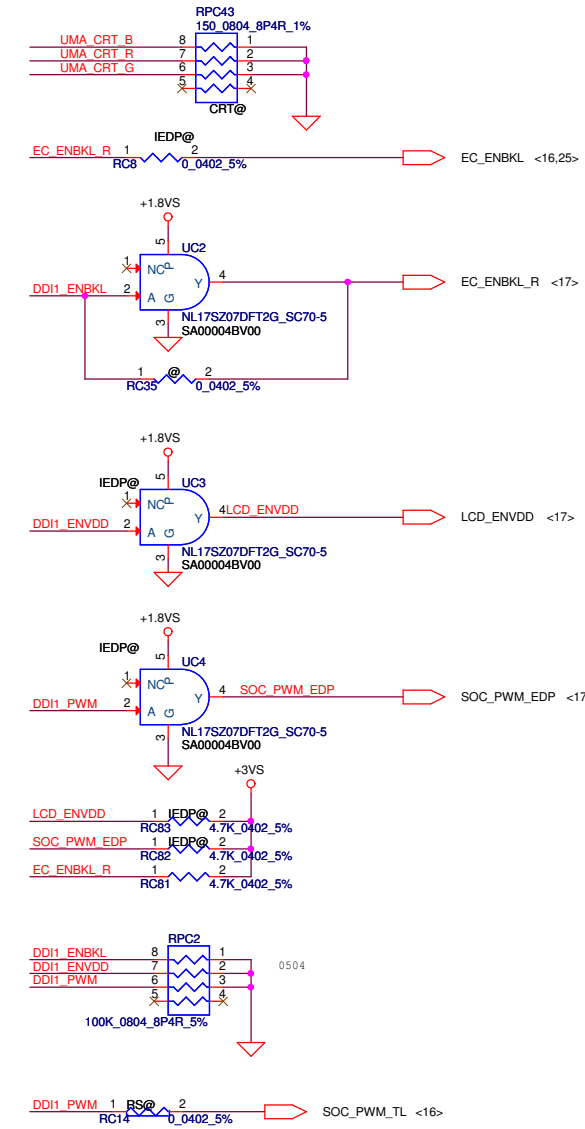 RPC43
150_0804_8P4R_1%
UMA_CRT_B 8 1
UMA_CRT_R 7 2
UMA_CRT_G 6 3
5 4
CRT@
IEDP@
EC_ENBKL_R 1 2
RC8 0_0402_5%
EC_ENBKL <16,25>
+1.8VS
5
UC2
1 NC P
DDI1_ENBKL 2 A G Y 4
EC_ENBKL_R <17>
3
NL17SZ07DFT2G_SC70-5
SA00004BV00
1 @ 2
RC35 0_0402_5%
+1.8VS
5
IEDP@ UC3
1 NC P
DDI1_ENVDD 2 A G Y 4 LCD_ENVDD
LCD_ENVDD <17>
3
NL17SZ07DFT2G_SC70-5
SA00004BV00
+1.8VS
IEDP@ 5
UC4
1 NC P
DDI1_PWM 2 A G Y 4 SOC_PWM_EDP
SOC_PWM_EDP <17
3
NL17SZ07DFT2G_SC70-5
SA00004BV00
+3VS
LCD_ENVDD 1 IEDP@ 2
RC83 4.7K_0402_5%
SOC_PWM_EDP 1 IEDP@ 2
RC82 4.7K_0402_5%
EC_ENBKL_R 1 2
RC81 4.7K_0402_5%
RPC2
DDI1_ENBKL 8 1
DDI1_ENVDD 7 2
DDI1_PWM 6 3
5 4
0504
100K_0804_8P4R_5%
DDI1_PWM 1 RS@ 2
RC14 0_0402_5%
SOC_PWM_TL <16>